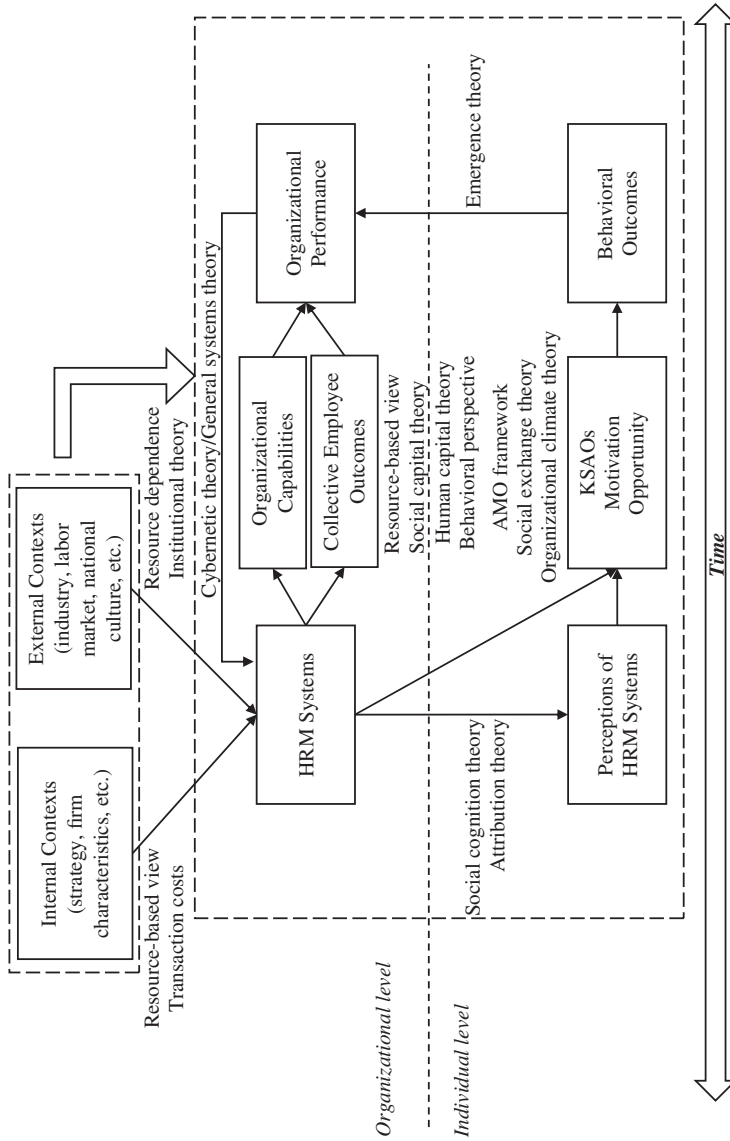 Internal Contexts
(strategy, firm
characteristics, etc.)
External Contexts
(industry, labor
market, national
culture, etc.)
Resource-based view
Transaction costs
Resource dependence
Institutional theory
Cybernetic theory/General systems theory
Organizational level
HRM Systems
Organizational
Capabilities
Collective Employee
Outcomes
Organizational
Performance
Resource-based view
Social capital theory
Individual level
Human capital theory
Behavioral perspective
Social cognition theory
Attribution theory
AMO framework
Social exchange theory
Organizational climate theory
Emergence theory
Perceptions of
HRM Systems
KSAOs
Motivation
Opportunity
Behavioral
Outcomes
Time